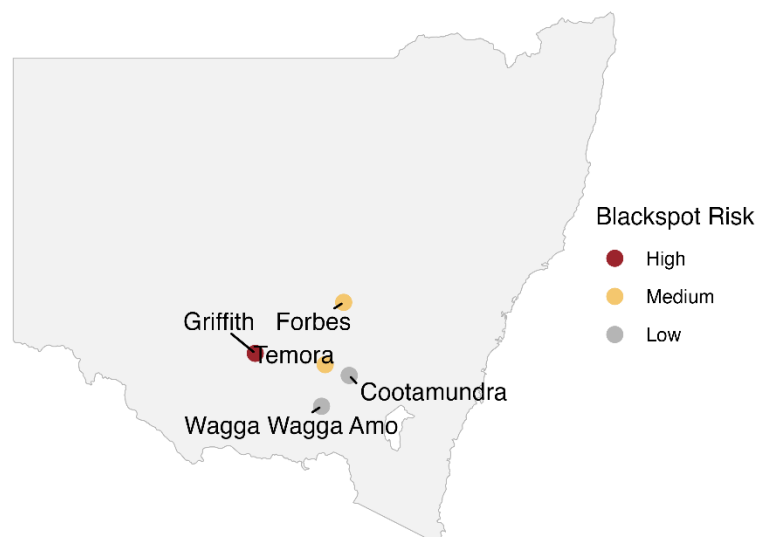 Blackspot Risk
High
Medium
Low
Griffith
Forbes
Temora
Cootamundra
Wagga Wagga Amo